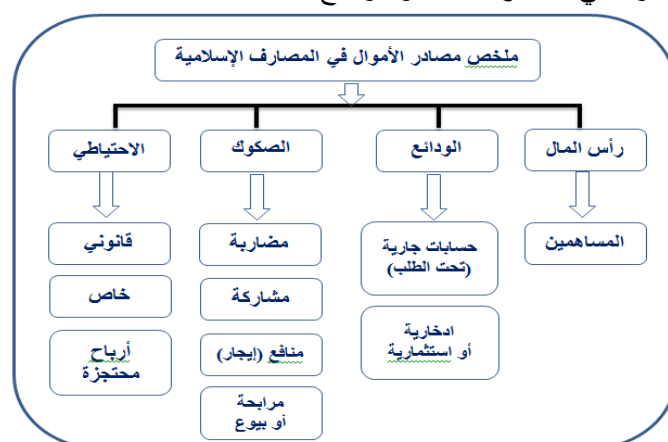 ملخص مصادر الأموال في المصارف الإسلامية
رأس المال
الودائع
الصكوك
الاحتياطي
المساهمين
حسابات جارية
(تحت الطلب)
ادخارية
أو استثمارية
مضاربة
مشاركة
منافع (إيجار)
مرابحة
أو بيوع
قانوني
خاص
أرباح
محتجزة